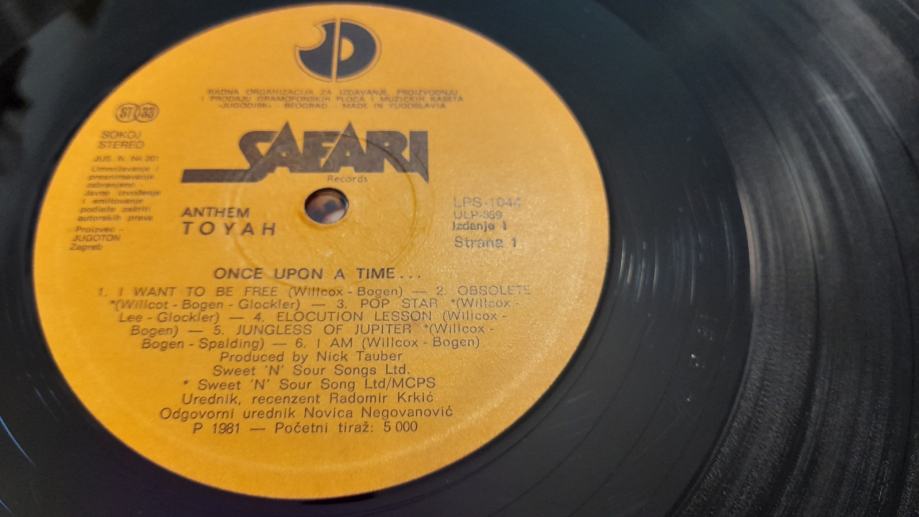 RADNA ORGANIZACIJA ZA IZDAVANJE, PROIZVODNJU
I PRODAJU GRAMOFONSKIH PLOČA I MUZIČKIH KASETA
«JUGODISK» BEOGRAD MADE IN YUGOSLAVIA
ST 33
SOKOJ
STEREO
Umnožavanje i
presnimavanje
zabranjeno.
Javno izvođenje
i emitovanje
podleže zaštiti
autorskih prava
Proizveo -
JUGOTON
Zagreb
SAFARI
Records
ANTHEM
TOYAH
LPS-1044
ULP-369
Izdanje 1
Strana 1
ONCE UPON A TIME...
1. I WANT TO BE FREE (Willcox - Bogen) — 2. OBSOLETE
*(Willcot - Bogen - Glockler) — 3. POP STAR *(Willcox -
Lee - Glockler) — 4. ELOCUTION LESSON (Willcox -
Bogen) — 5. JUNGLESS OF JUPITER *(Willcox -
Bogen - Spalding) — 6. I AM (Willcox - Bogen)
Produced by Nick Tauber
Sweet 'N' Sour Songs Ltd.
* Sweet 'N' Sour Song Ltd/MCPS
Urednik, recenzent Radomir Krkić
Odgovorni urednik Novica Negovanović
P 1981 — Početni tiraž: 5 000